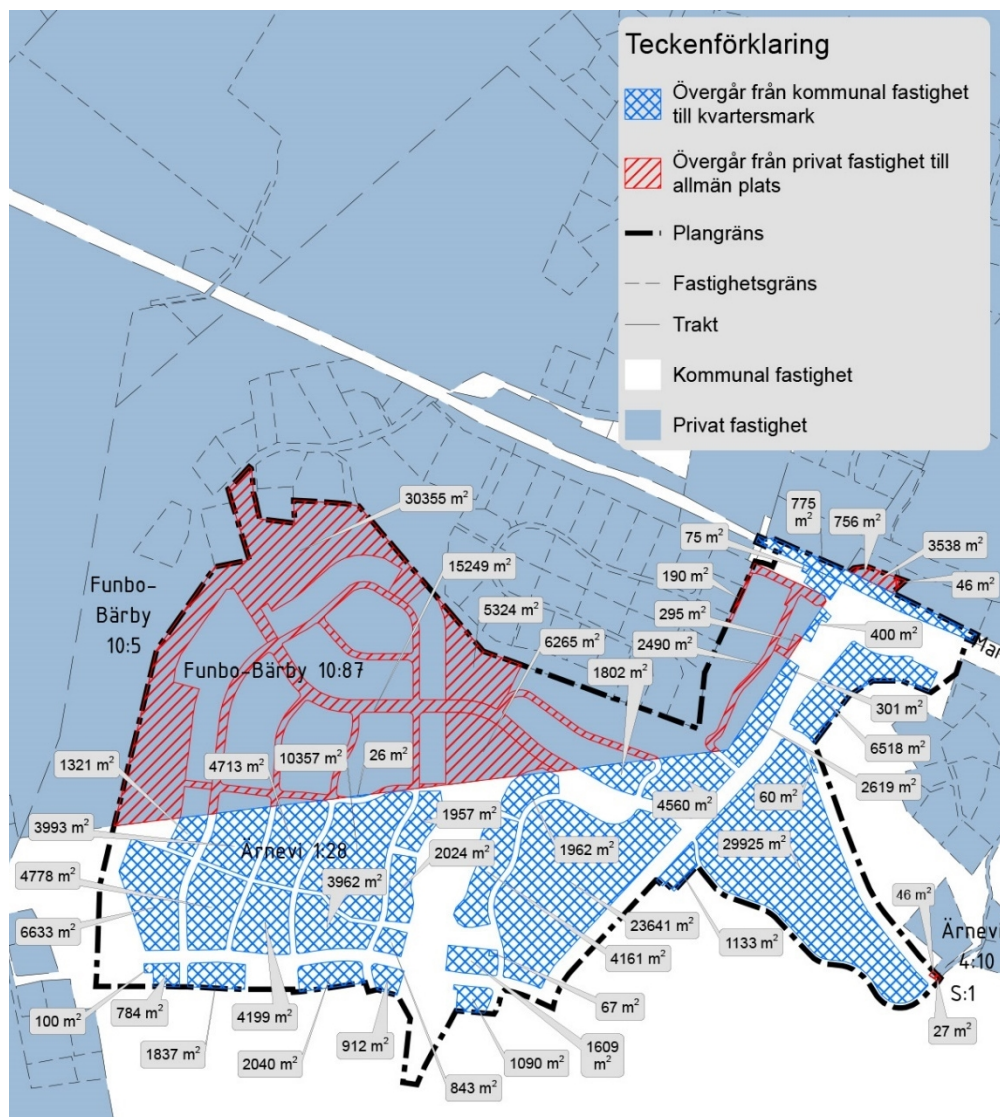 Teckenförklaring
Övergår från kommunal fastighet
till kvartersmark
Övergår från privat fastighet till
allmän plats
Plangräns
Fastighetsgräns
Trakt
Kommunal fastighet
Privat fastighet
30355 m²
775
m²
756 m²
75 m²
3538 m²
15249 m²
190 m²
46 m²
Funbo-
Bärby
10:5
5324 m²
295 m²
400 m²
6265 m²
2490 m²
Mar
Funbo-Bärby 10:87
1802 m²
301 m²
6518 m²
10357 m²
26 m²
1321 m²
4713 m²
2619 m²
4560 m²
60 m²
1957 m²
3993 m²
Ärnevi 1:28
1962 m²
29925 m²
2024 m²
4778 m²
3962 m²
46 m²
6633 m²
23641 m²
Ärnevi
4:10
1133 m²
4161 m²
S:1
100 m²
784 m²
4199 m²
67 m²
27 m²
1837 m²
912 m²
1609
m²
2040 m²
1090 m²
843 m²